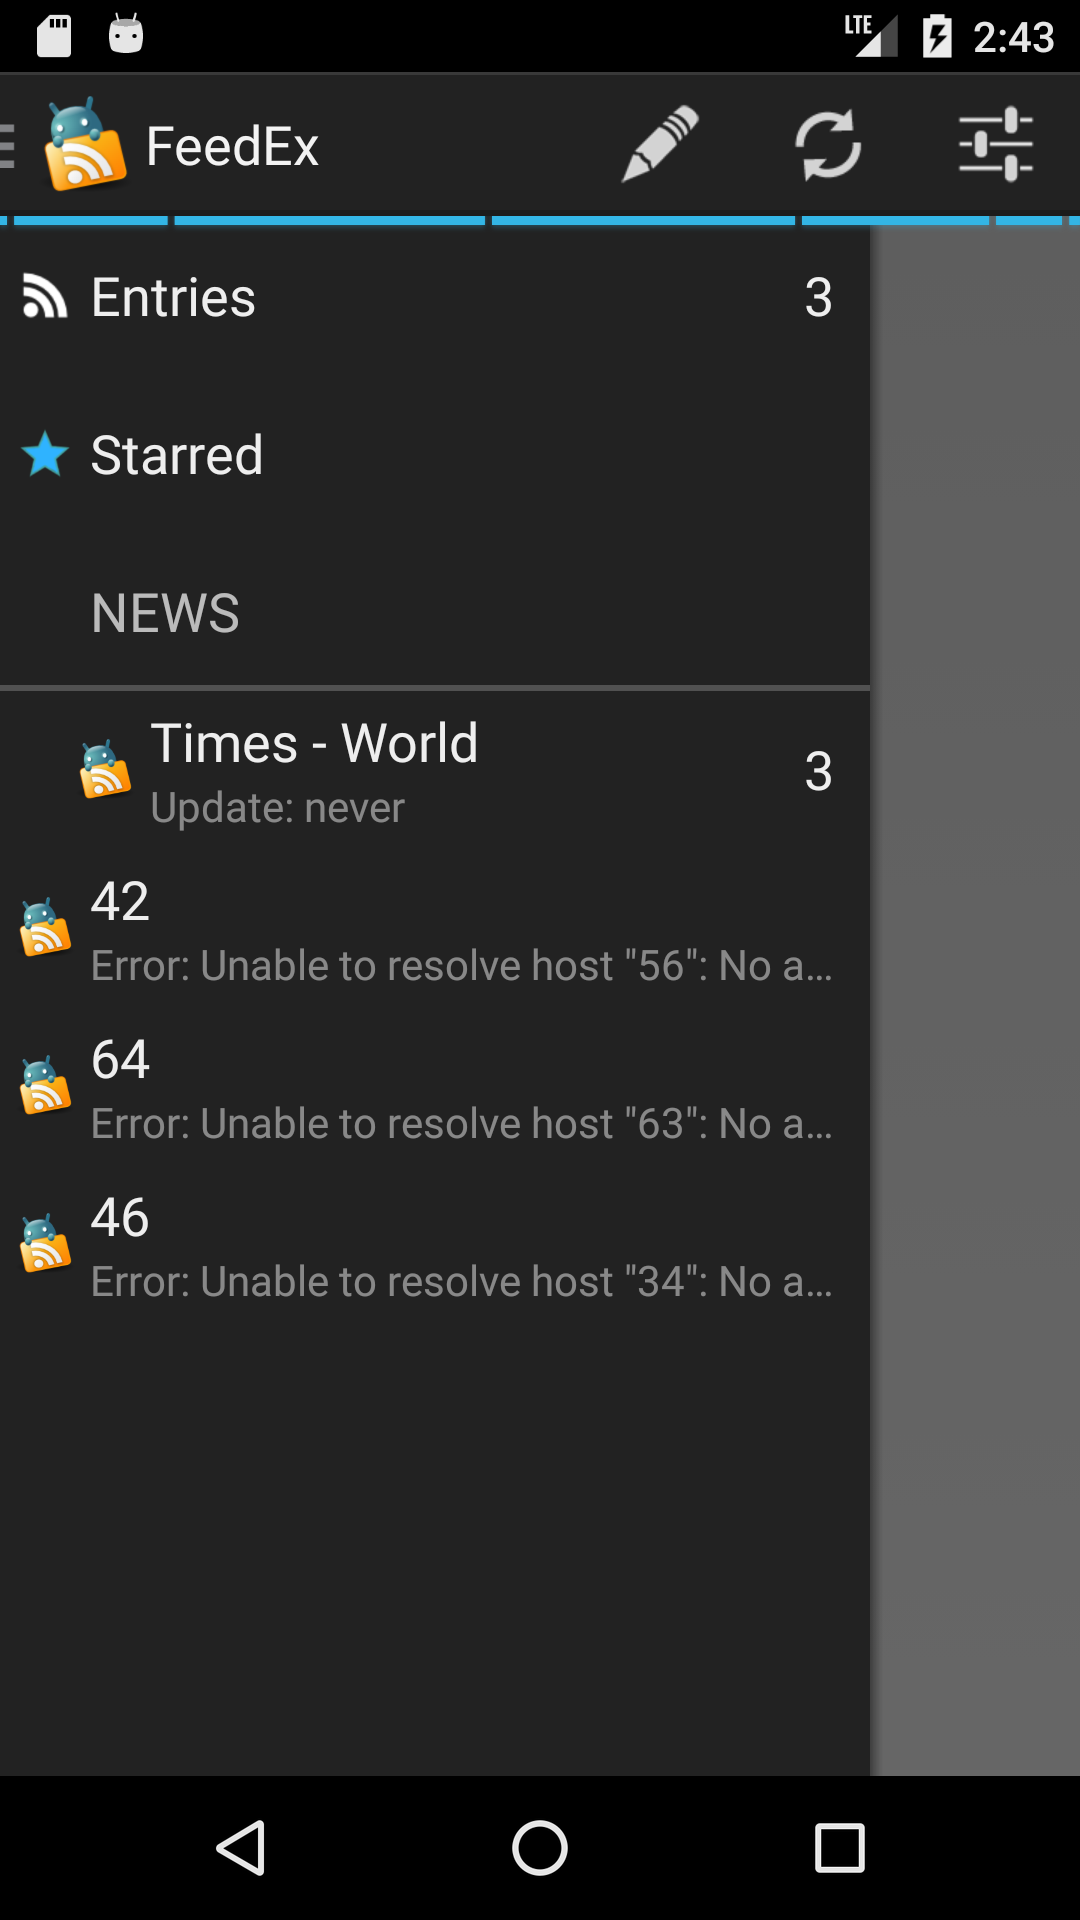 LTE 2:43
FeedEx
Entries 3
Starred
NEWS
Times - World 3
Update: never
42
Error: Unable to resolve host "56": No a...
64
Error: Unable to resolve host "63": No a...
46
Error: Unable to resolve host "34": No a...